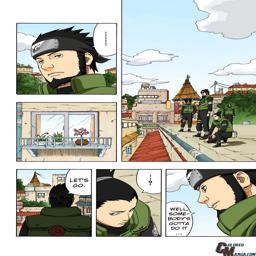 .........
LET'S
GO.
...!?
WELL,
SOME-
BODY'S
GOTTA
DO IT
...
COLORED
MANGA.COM